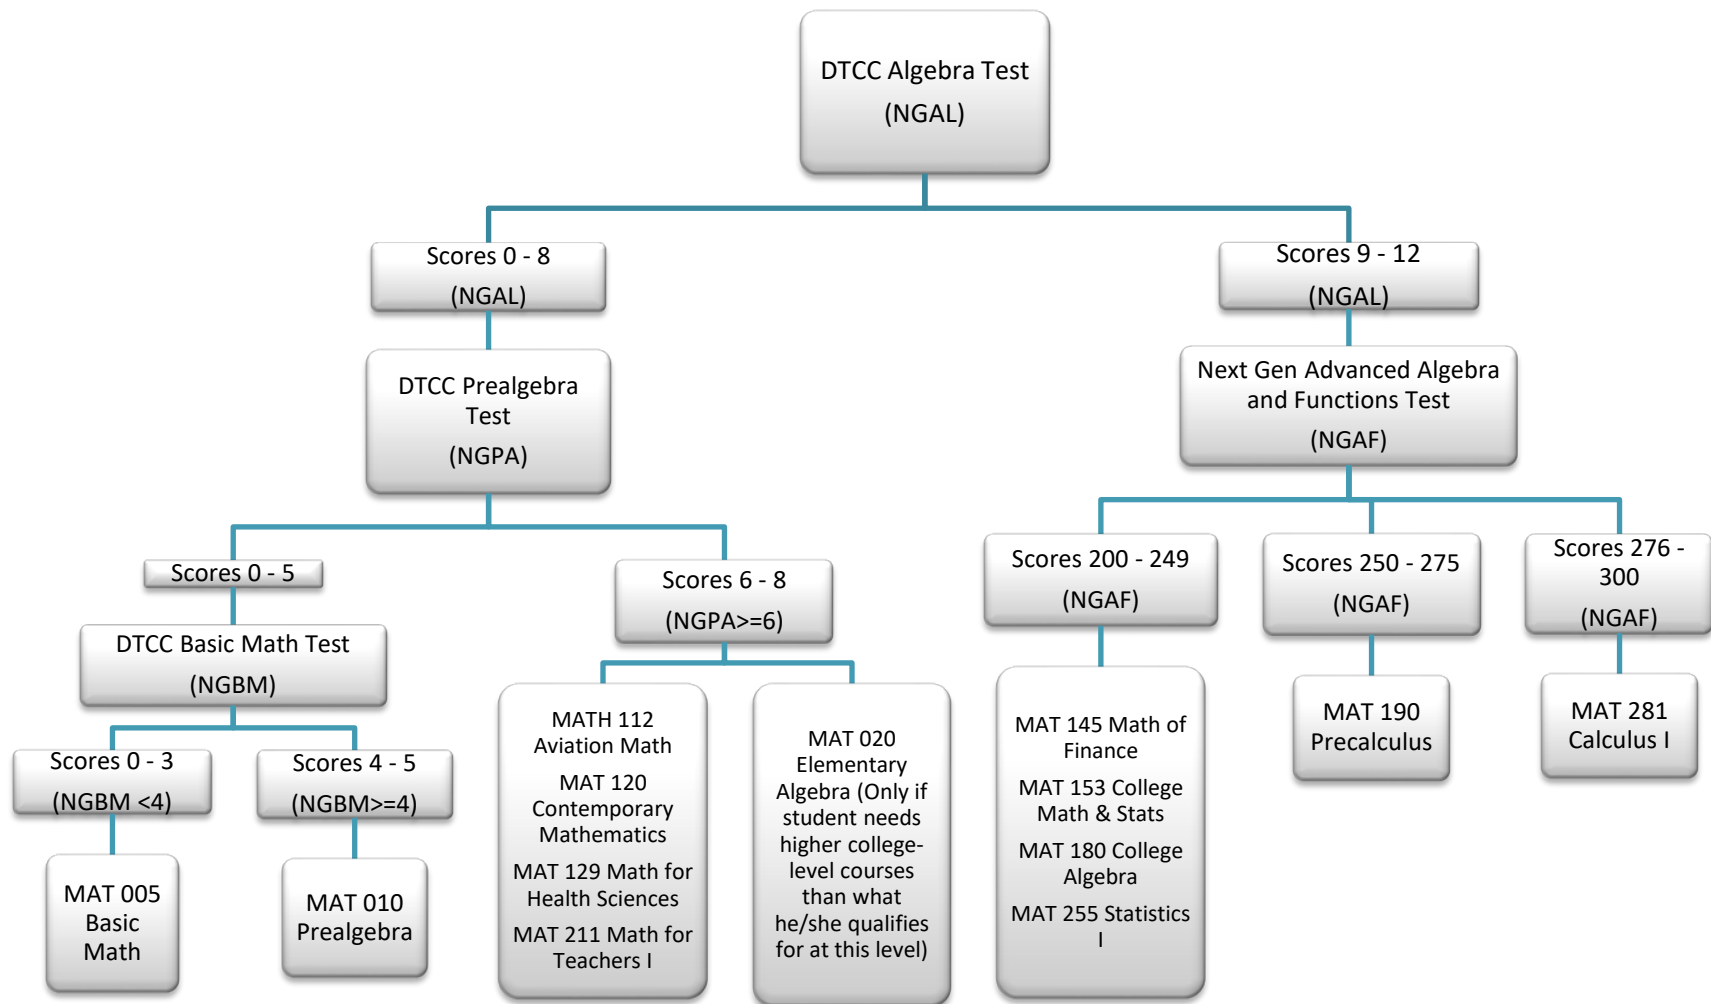 DTCC Algebra Test
(NGAL)
Scores 0 - 8
(NGAL)
Scores 9 - 12
(NGAL)
DTCC Prealgebra
Test
(NGPA)
Next Gen Advanced Algebra
and Functions Test
(NGAF)
Scores 0 - 5
Scores 6 - 8
(NGPA>=6)
Scores 200 - 249
(NGAF)
Scores 250 - 275
(NGAF)
Scores 276 -
300
(NGAF)
DTCC Basic Math Test
(NGBM)
Scores 0 - 3
(NGBM <4)
Scores 4 - 5
(NGBM>=4)
MAT 005
Basic
Math
MAT 010
Prealgebra
MATH 112
Aviation Math
MAT 120
Contemporary
Mathematics
MAT 129 Math for
Health Sciences
MAT 211 Math for
Teachers I
MAT 020
Elementary
Algebra (Only if
student needs
higher college-
level courses
than what
he/she qualifies
for at this level)
MAT 145 Math of
Finance
MAT 153 College
Math & Stats
MAT 180 College
Algebra
MAT 255 Statistics
I
MAT 190
Precalculus
MAT 281
Calculus I